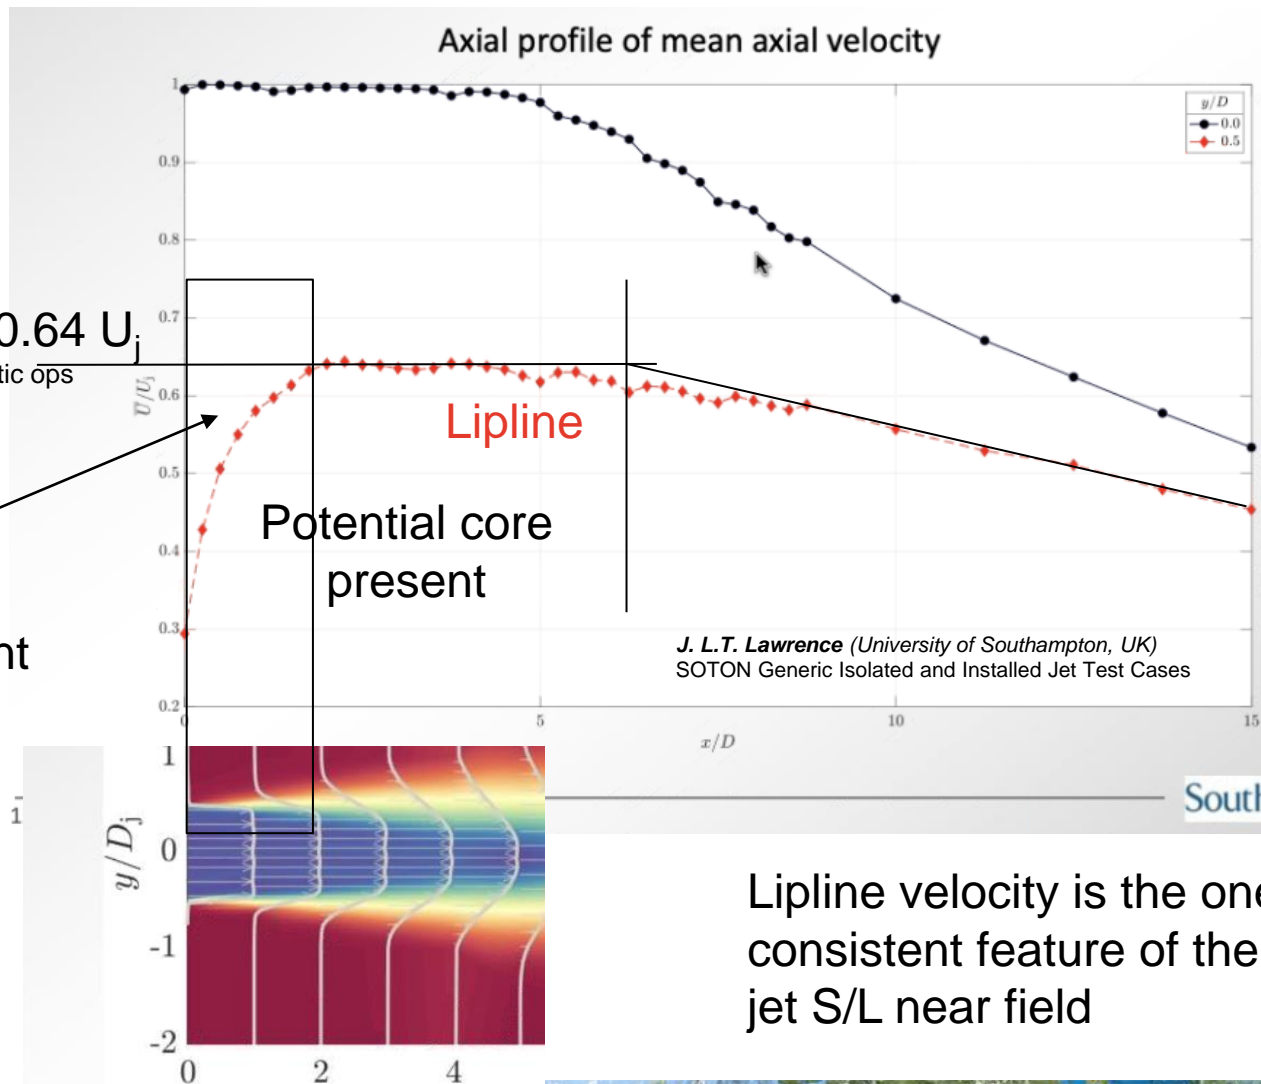 Axial profile of mean axial velocity
y/D
0.0
0.5
1
0.9
0.8
0.7
0.6
0.5
0.4
0.3
0.2
U̅/Uj
0.64 Uj
tic ops
Lipline
Potential core
present
nt
J. L.T. Lawrence (University of Southampton, UK)
SOTON Generic Isolated and Installed Jet Test Cases
0
5
10
15
x/D
South
1
1
0
-1
-2
y/Dj
0
2
4
Lipline velocity is the one
consistent feature of the
jet S/L near field